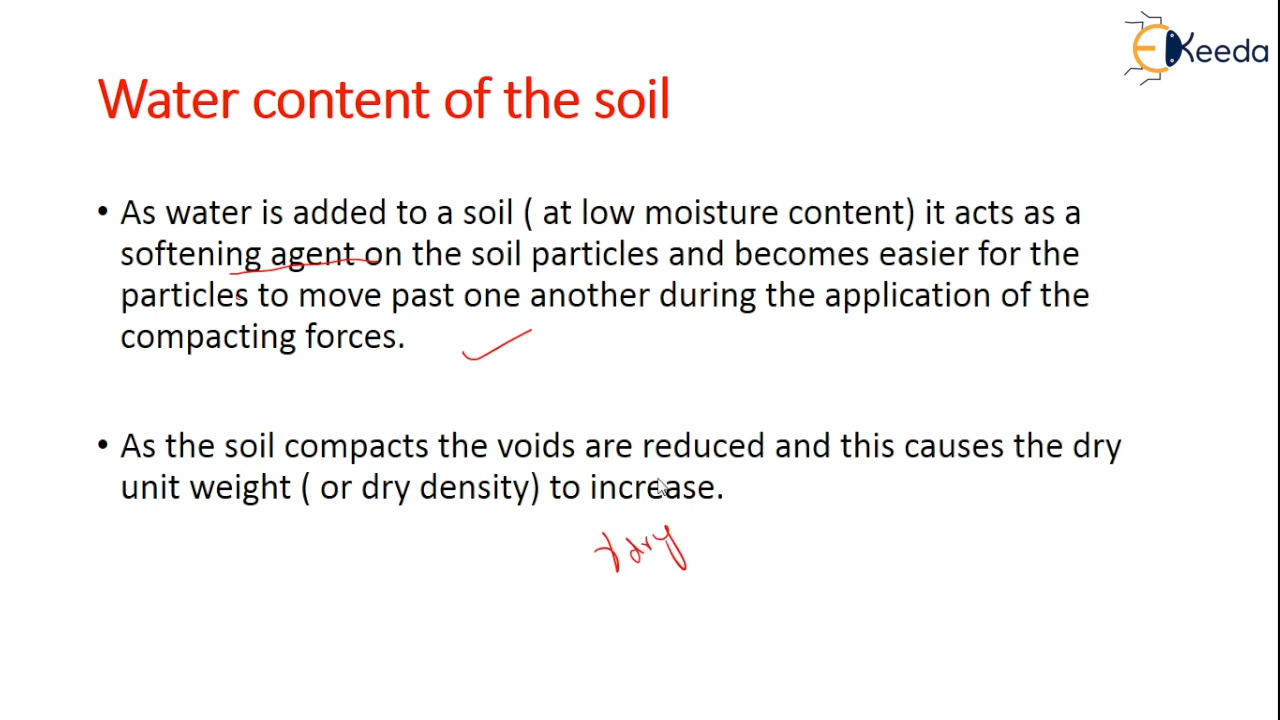 EKeeda
Water content of the soil
• As water is added to a soil ( at low moisture content) it acts as a
softening agent on the soil particles and becomes easier for the
particles to move past one another during the application of the
compacting forces.
• As the soil compacts the voids are reduced and this causes the dry
unit weight ( or dry density) to increase.
γdry